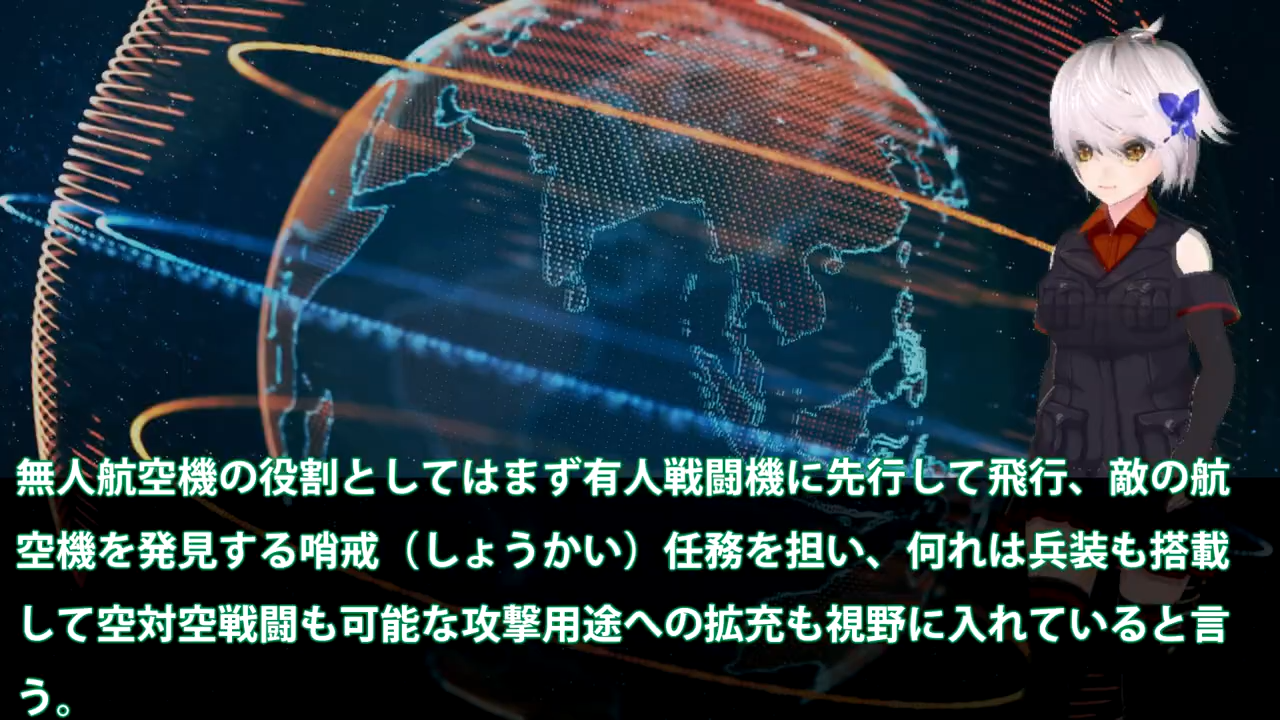 無人航空機の役割としてはまず有人戦闘機に先行して飛行、敵の航
空機を発見する哨戒（しょうかい）任務を担い、何れは兵装も搭載
して空対空戦闘も可能な攻撃用途への拡充も視野に入れていると言
う。